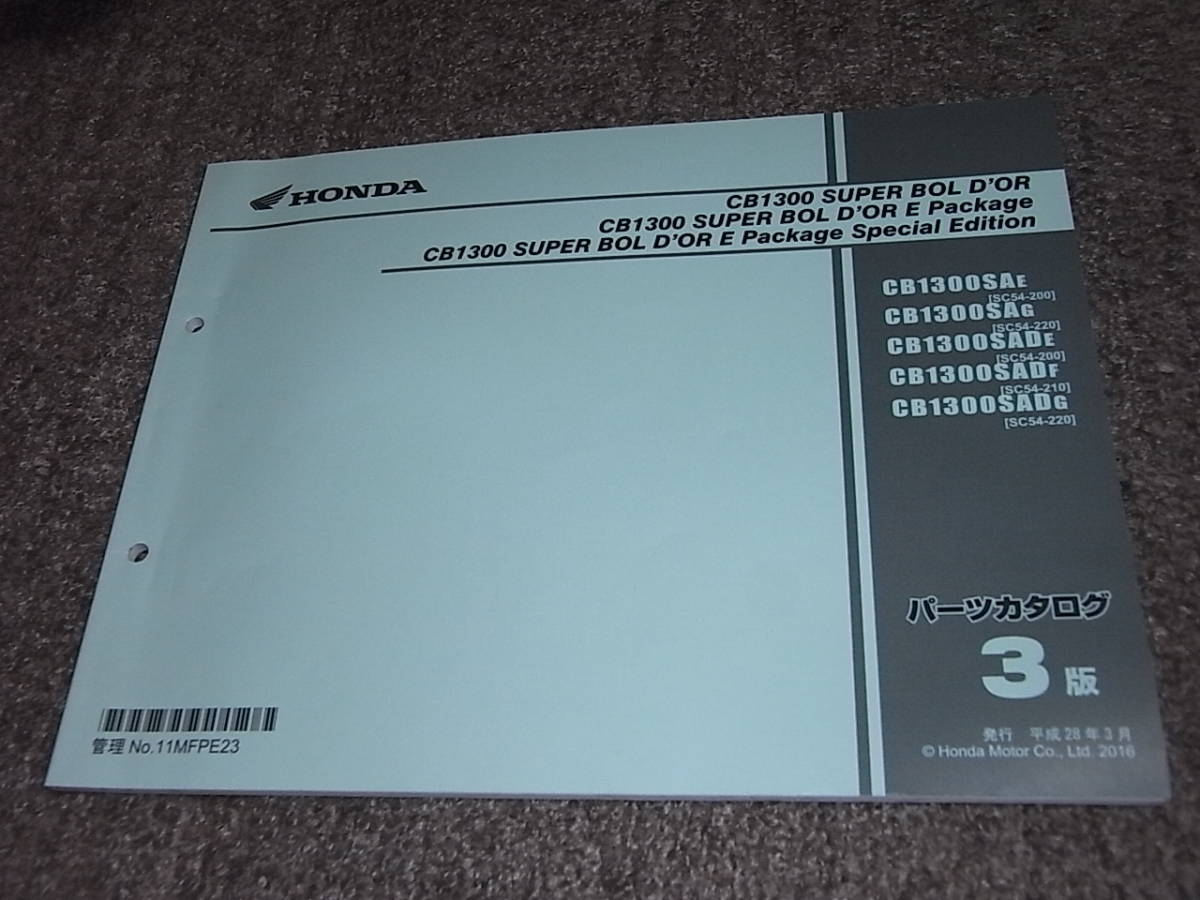 HONDA
CB1300 SUPER BOL D'OR
CB1300 SUPER BOL D'OR E Package
CB1300 SUPER BOL D'OR E Package Special Edition
CB1300SAE
[SC54-200]
CB1300SAG
[SC54-220]
CB1300SADE
[SC54-200]
CB1300SADF
[SC54-210]
CB1300SADG
[SC54-220]
パーツカタログ
3版
発行 平成28年3月
© Honda Motor Co., Ltd. 2016
管理 No.11MFPE23